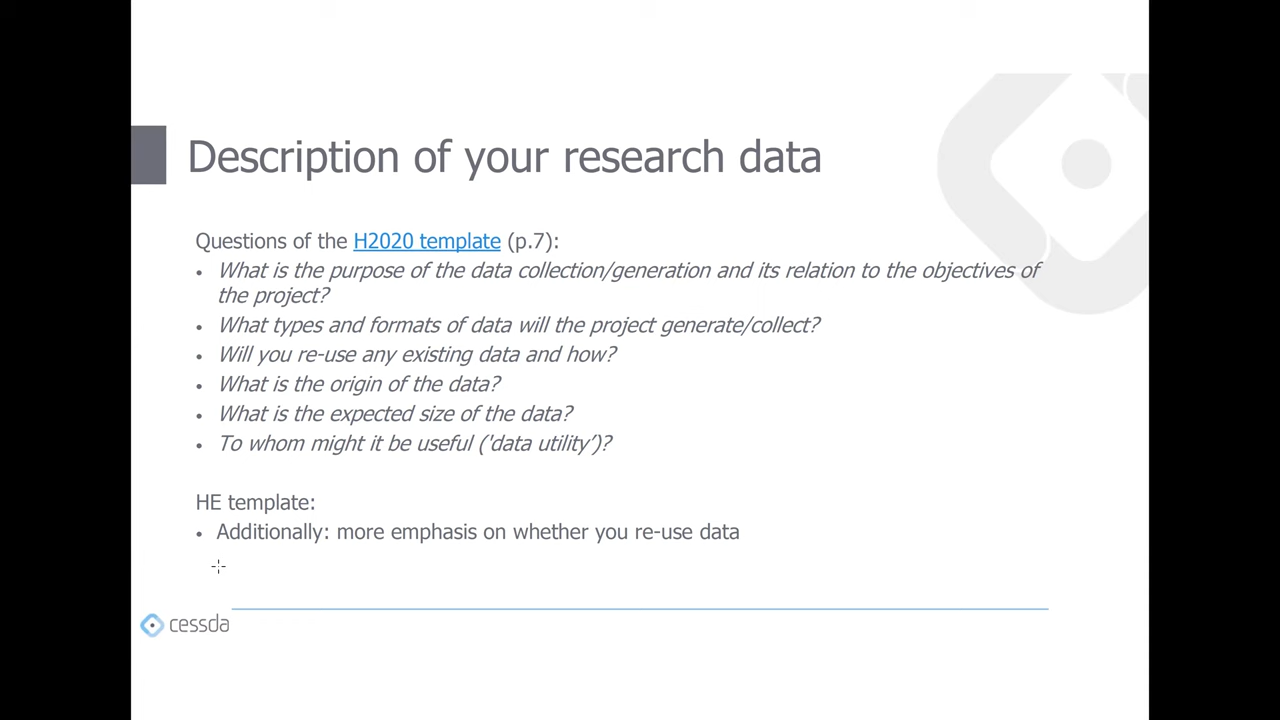 Description of your research data
Questions of the H2020 template (p.7):
• What is the purpose of the data collection/generation and its relation to the objectives of
the project?
• What types and formats of data will the project generate/collect?
• Will you re-use any existing data and how?
• What is the origin of the data?
• What is the expected size of the data?
• To whom might it be useful ('data utility')?
HE template:
• Additionally: more emphasis on whether you re-use data
cessda